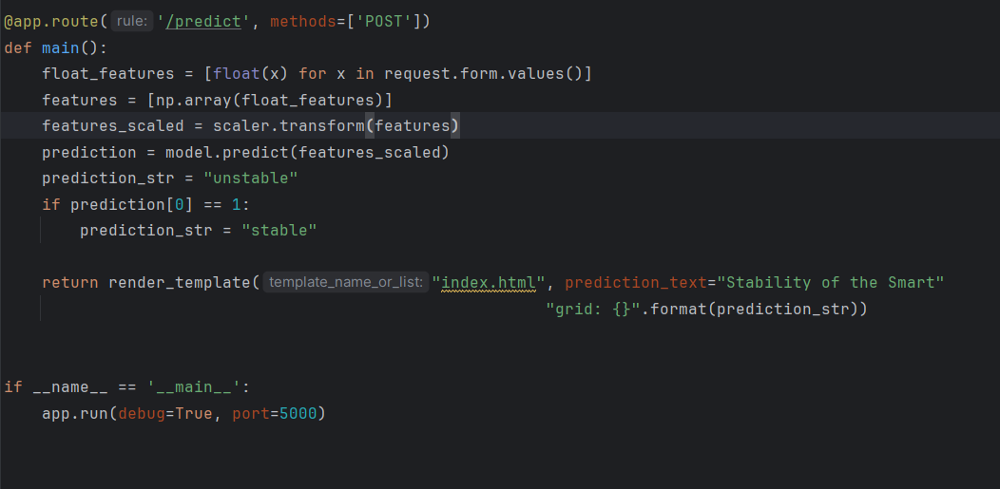 @app.route( rule: '/predict', methods=['POST'])
def main():
    float_features = [float(x) for x in request.form.values()]
    features = [np.array(float_features)]
    features_scaled = scaler.transform(features)
    prediction = model.predict(features_scaled)
    prediction_str = "unstable"
    if prediction[0] == 1:
        prediction_str = "stable"
    return render_template( template_name_or_list: "index.html", prediction_text="Stability of the Smart"
                                                         "grid: {}".format(prediction_str))
if __name__ == '__main__':
    app.run(debug=True, port=5000)